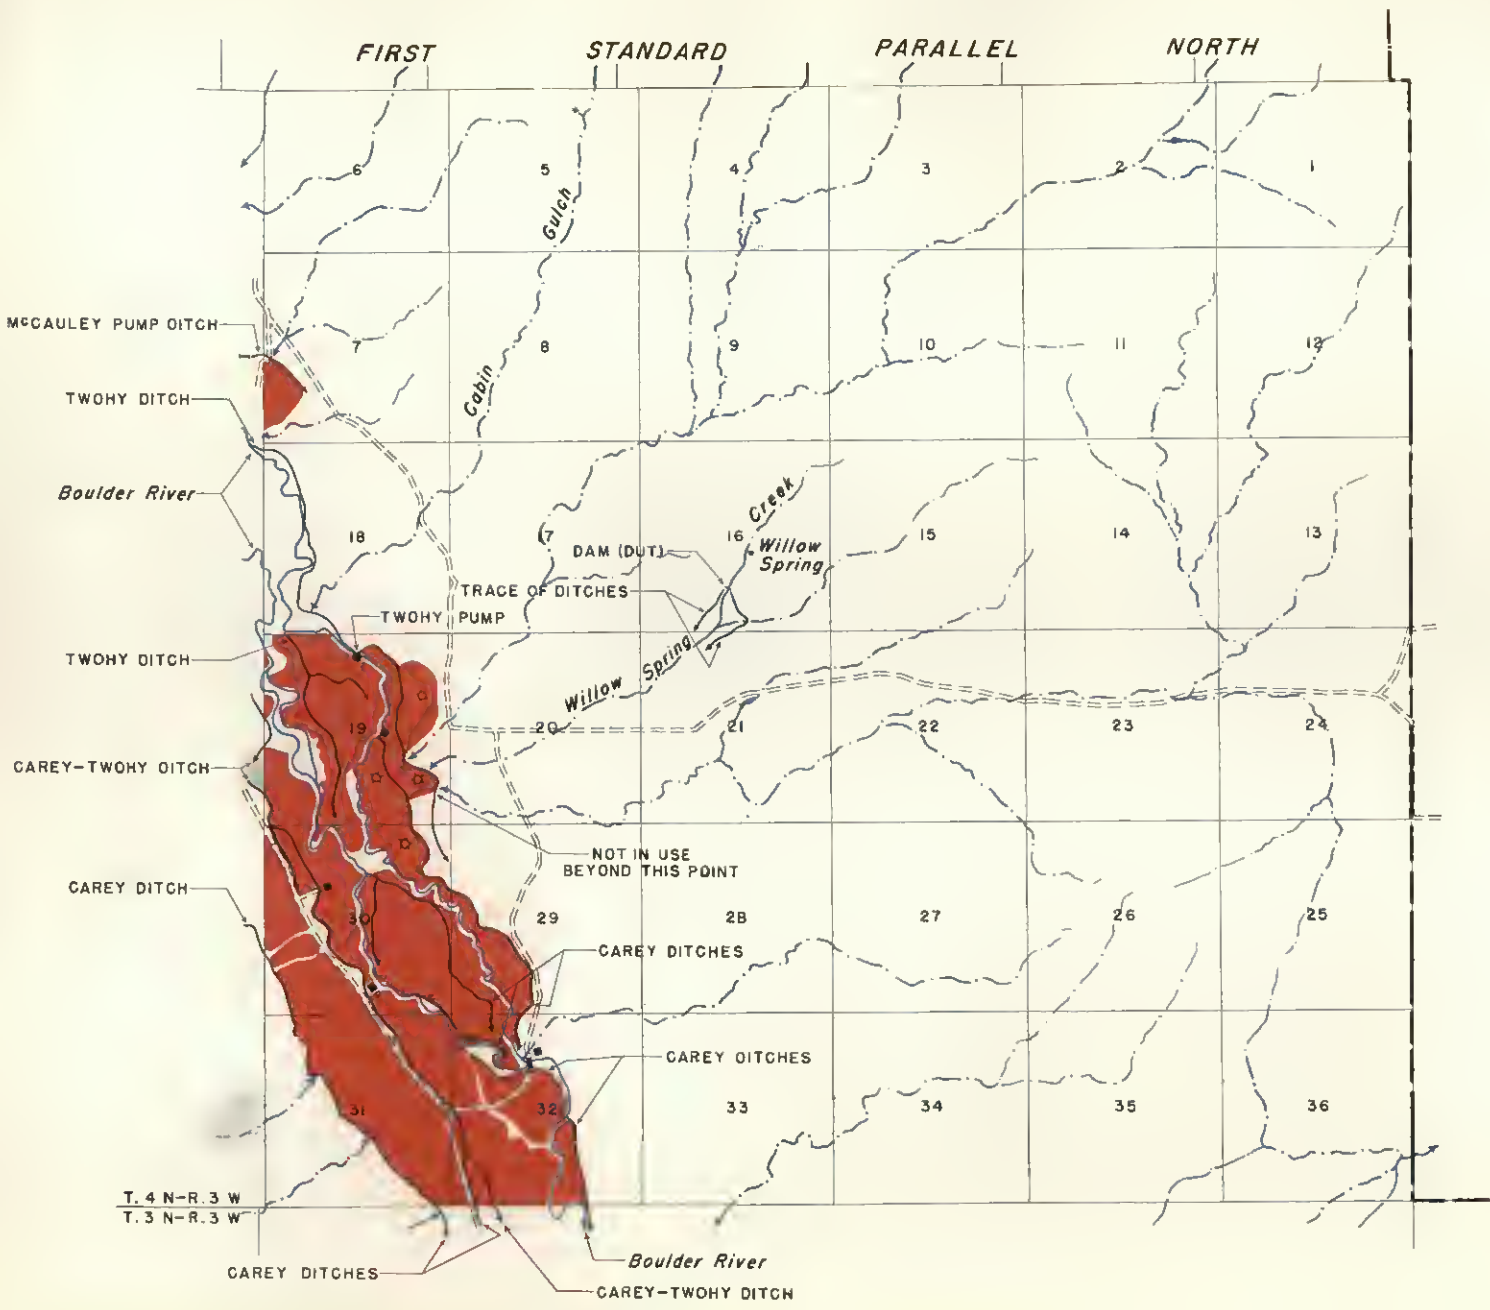 FIRST STANDARD PARALLEL NORTH
6 5 4 3 2 1
Gulch
McCAULEY PUMP DITCH
7 8 9 10 11 12
Cabin
TWOHY DITCH
Boulder River
Creek
18 17 16 15 14 13
Willow
Spring
DAM (OUT)
TRACE OF DITCHES
TWOHY PUMP
TWOHY DITCH
Willow Spring
19 20 21 22 23 24
CAREY-TWOHY DITCH
NOT IN USE
BEYOND THIS POINT
CAREY DITCH
30 29 28 27 26 25
CAREY DITCHES
CAREY DITCHES
31 32 33 34 35 36
T. 4 N-R. 3 W
T. 3 N-R. 3 W
Boulder River
CAREY DITCHES
CAREY-TWOHY DITCH